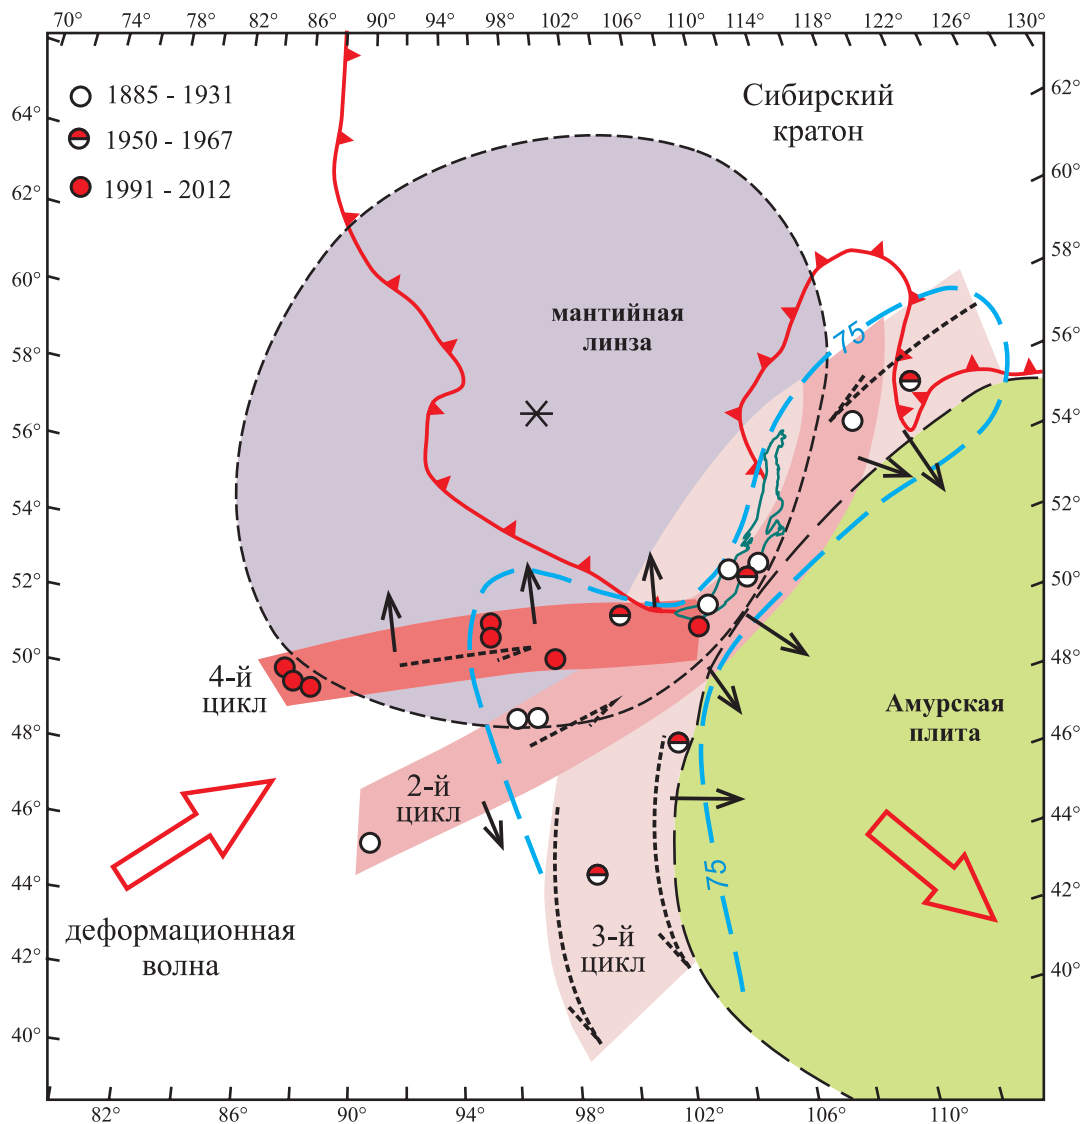 70° 74° 78° 82° 86° 90° 94° 98° 102° 106° 110° 114° 118° 122° 126° 130°
1885 - 1931
1950 - 1967
1991 - 2012
Сибирский
кратон
64°
62°
60°
58°
56°
54°
52°
50°
48°
46°
44°
42°
40°
62°
60°
58°
56°
54°
52°
50°
48°
46°
44°
42°
40°
мантийная
линза
75
4-й
цикл
Амурская
плита
2-й
цикл
75
деформационная
волна
3-й
цикл
82° 86° 90° 94° 98° 102° 106° 110°